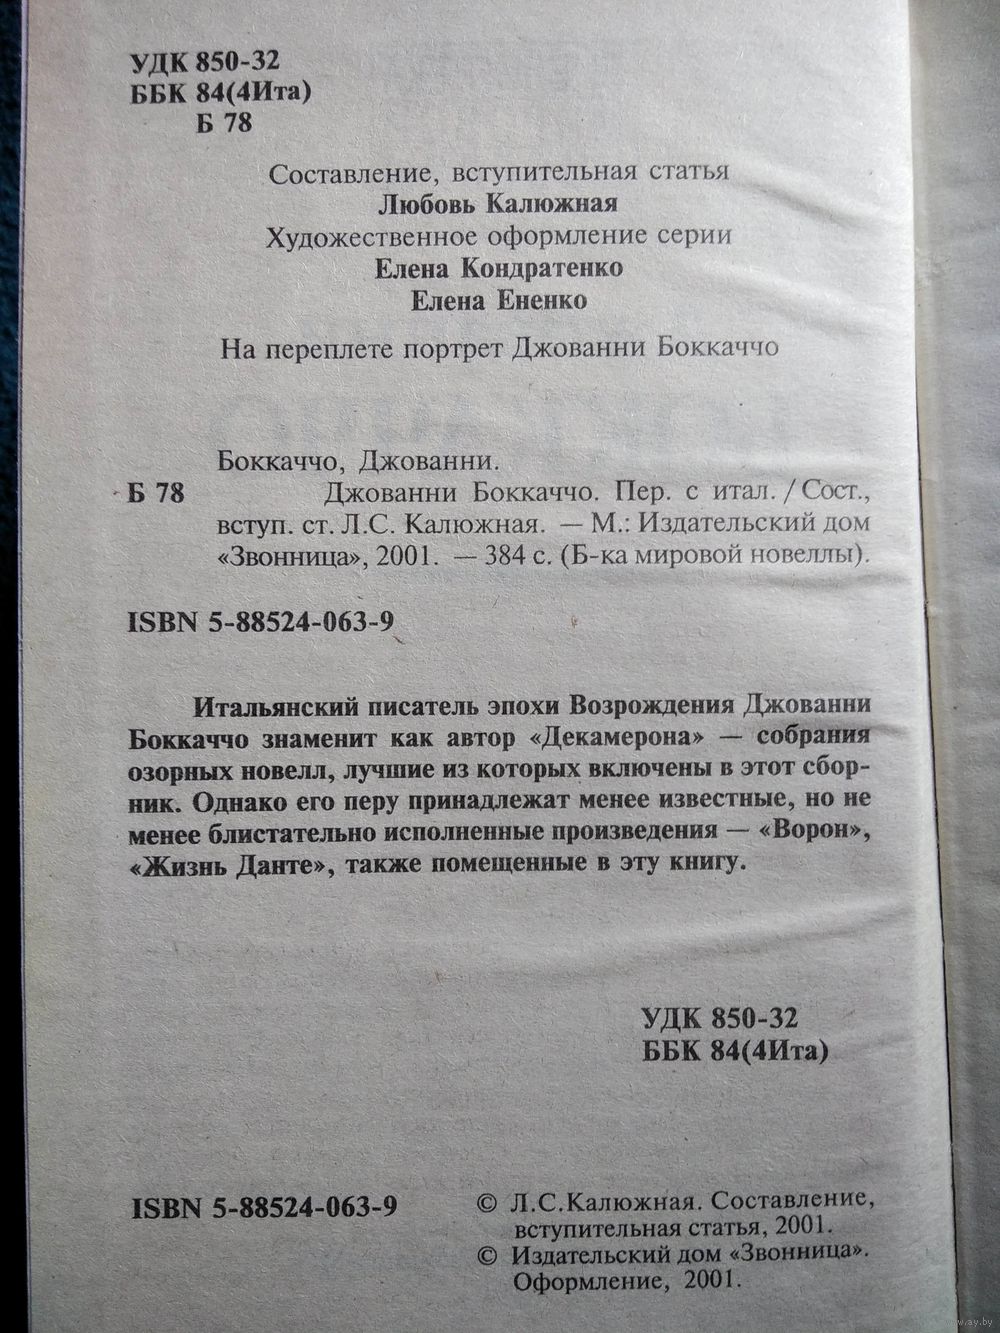 УДК 850-32
ББК 84(4Ита)
Б 78
Составление, вступительная статья
Любовь Калюжная
Художественное оформление серии
Елена Кондратенко
Елена Ененко
На переплете портрет Джованни Боккаччо
Боккаччо, Джованни.
Б 78 Джованни Боккаччо. Пер. с итал. / Сост.,
вступ. ст. Л.С. Калюжная. — М.: Издательский дом
«Звонница», 2001. — 384 с. (Б-ка мировой новеллы).
ISBN 5-88524-063-9
Итальянский писатель эпохи Возрождения Джованни
Боккаччо знаменит как автор «Декамерона» — собрания
озорных новелл, лучшие из которых включены в этот сбор-
ник. Однако его перу принадлежат менее известные, но не
менее блистательно исполненные произведения — «Ворон»,
«Жизнь Данте», также помещенные в эту книгу.
УДК 850-32
ББК 84(4Ита)
ISBN 5-88524-063-9
© Л.С.Калюжная. Составление,
вступительная статья, 2001.
© Издательский дом «Звонница».
Оформление, 2001.
www.ay.by